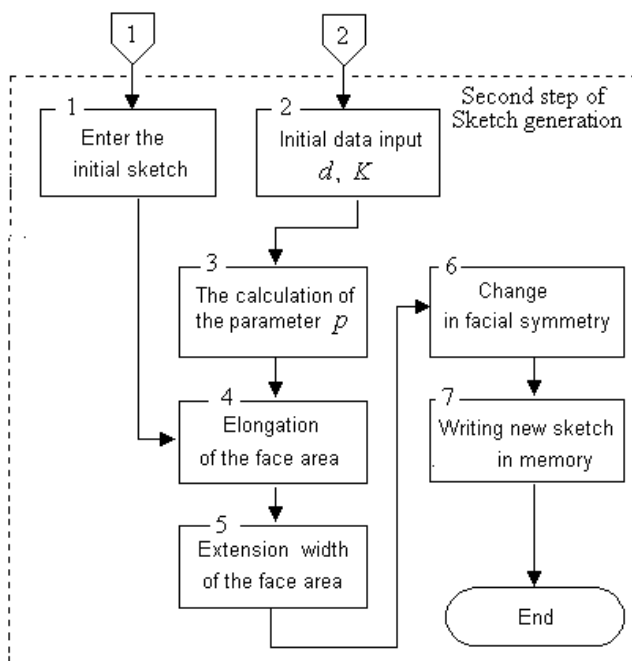 1
2
Second step of
Sketch generation
1
Enter the
initial sketch
2
Initial data input
d, K
3
The calculation of
the parameter p
4
Elongation
of the face area
5
Extension width
of the face area
6
Change
in facial symmetry
7
Writing new sketch
in memory
End